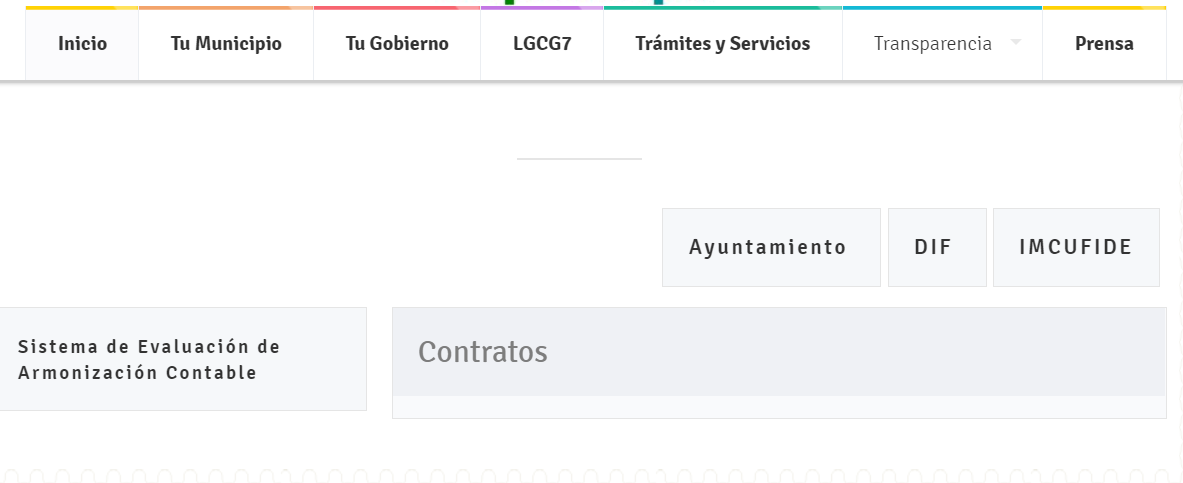 Inicio
Tu Municipio
Tu Gobierno
LGCG7
Trámites y Servicios
Transparencia
Prensa
Ayuntamiento
DIF
IMCUFIDE
Sistema de Evaluación de
Armonización Contable
Contratos